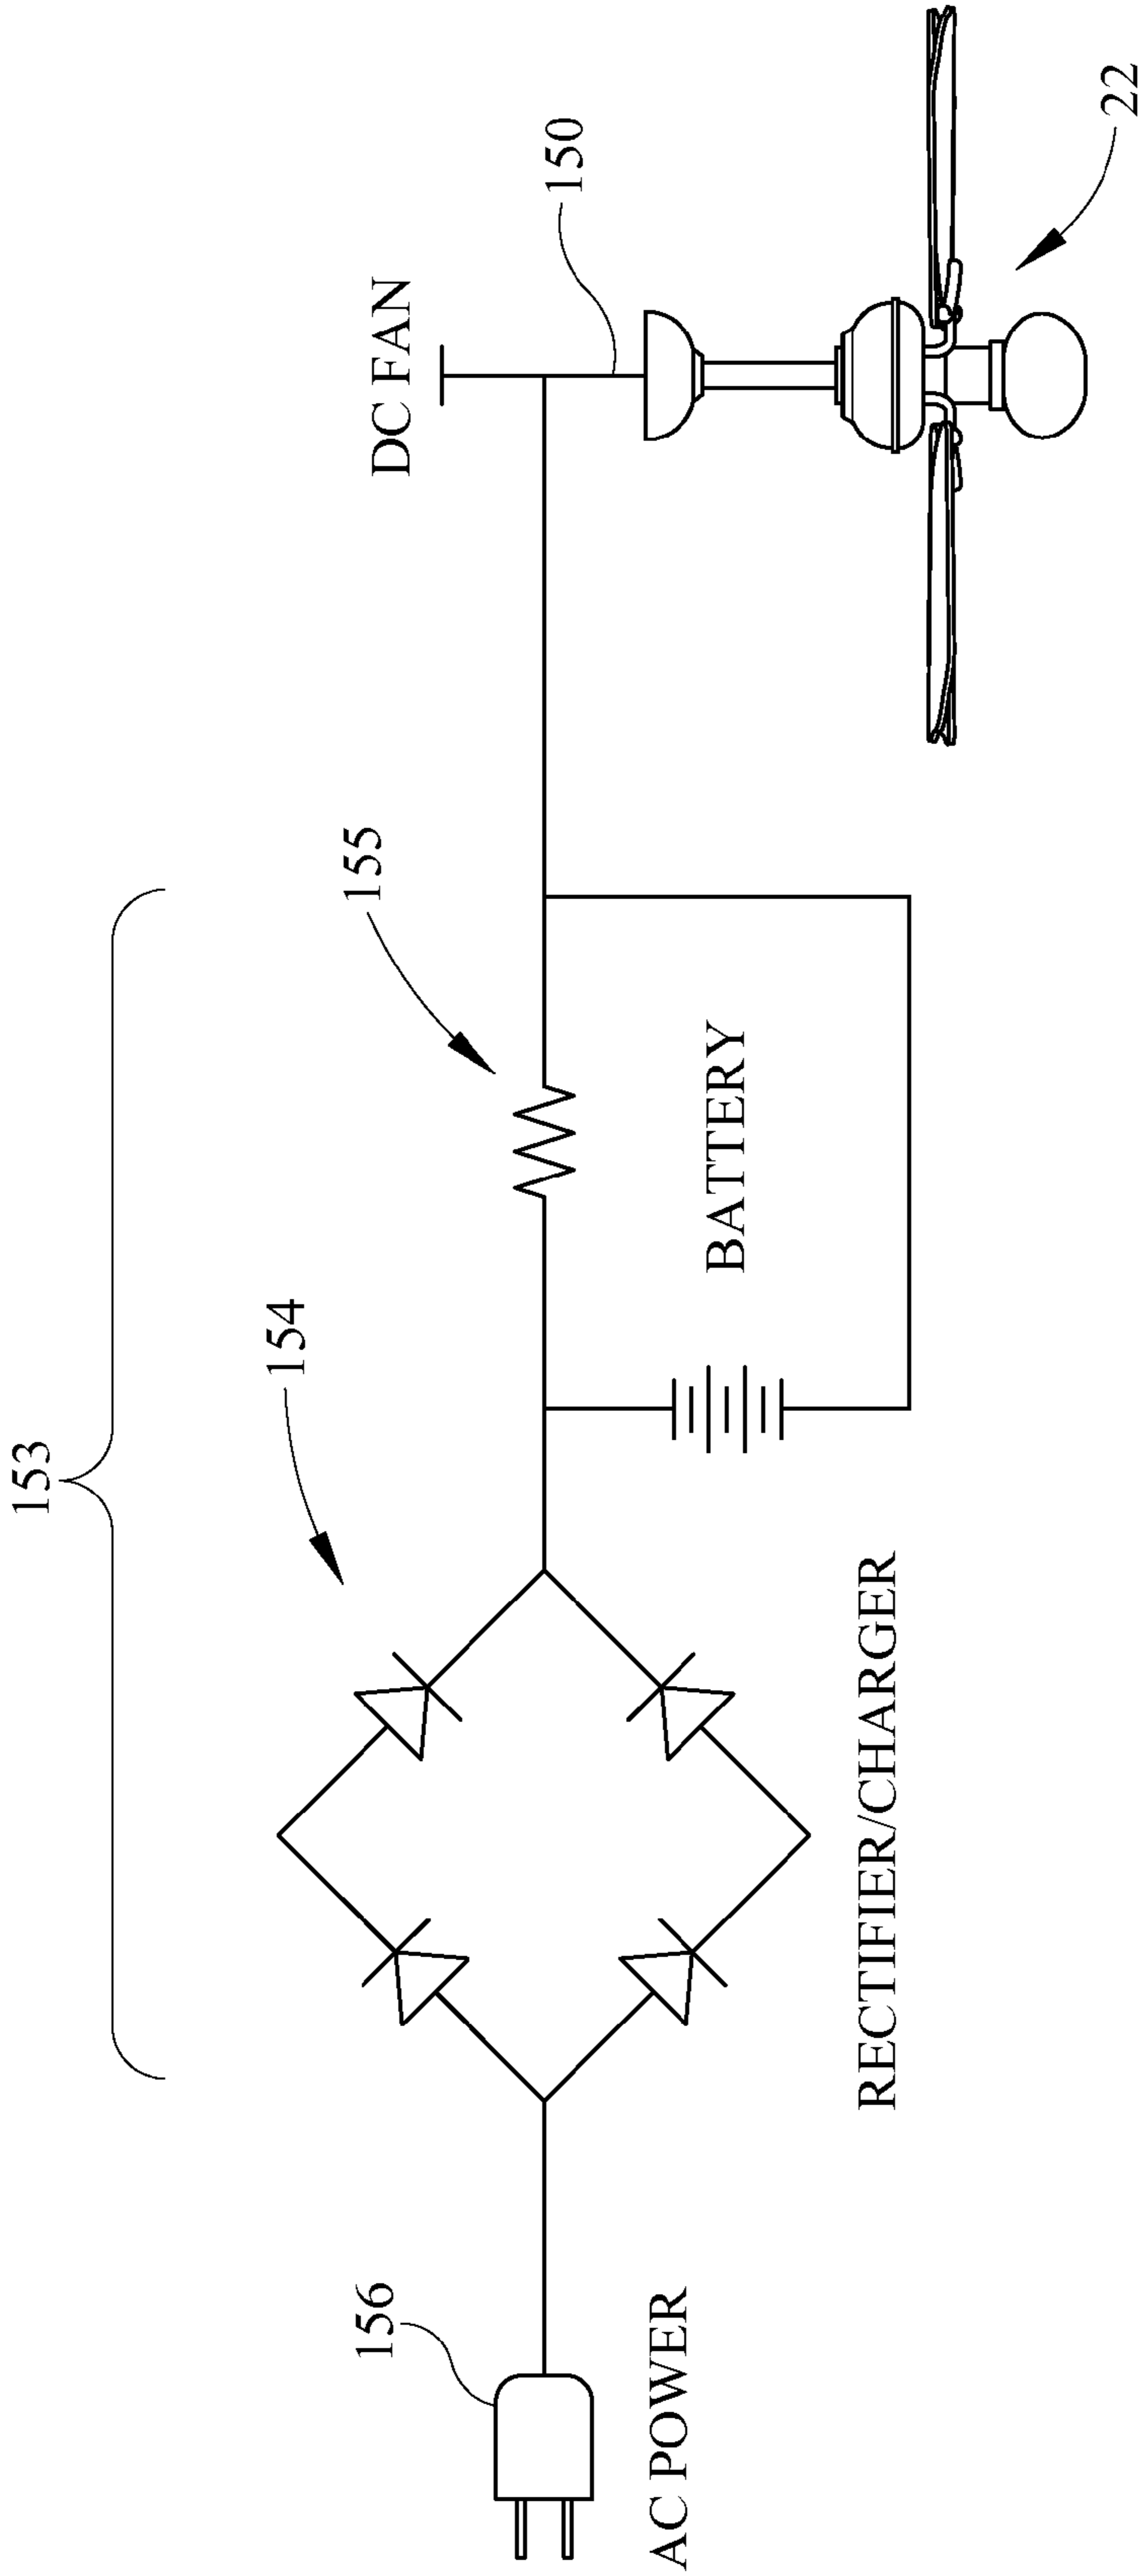 153
154
155
DC FAN
150
156
BATTERY
AC POWER
RECTIFIER/CHARGER
22